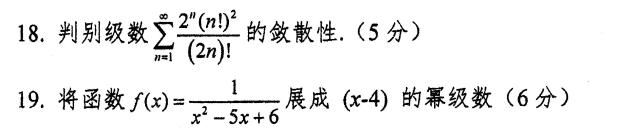 18. 判别级数 $\sum_{n=1}^{\infty}\frac{2^n(n!)^2}{(2n)!}$ 的敛散性.（5 分）
19. 将函数 $f(x)=\frac{1}{x^2-5x+6}$ 展成 (x-4) 的幂级数（6 分）